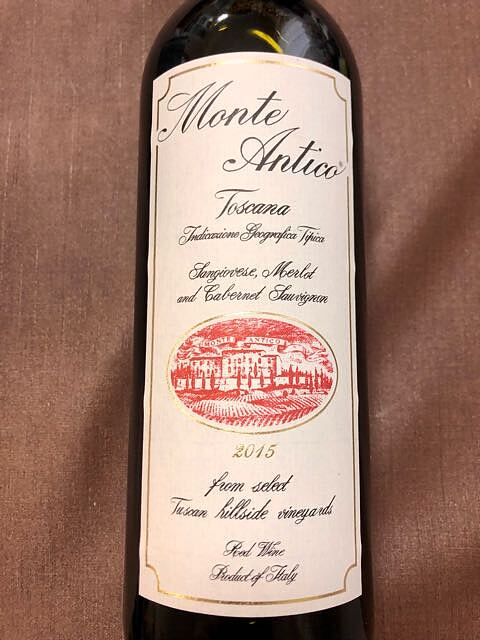 Monte
Antico®
Toscana
Indicazione Geografica Tipica
Sangiovese, Merlot
and Cabernet Sauvignon
MONTE ANTICO
2015
from select
Tuscan hillside vineyards
Red Wine
Product of Italy